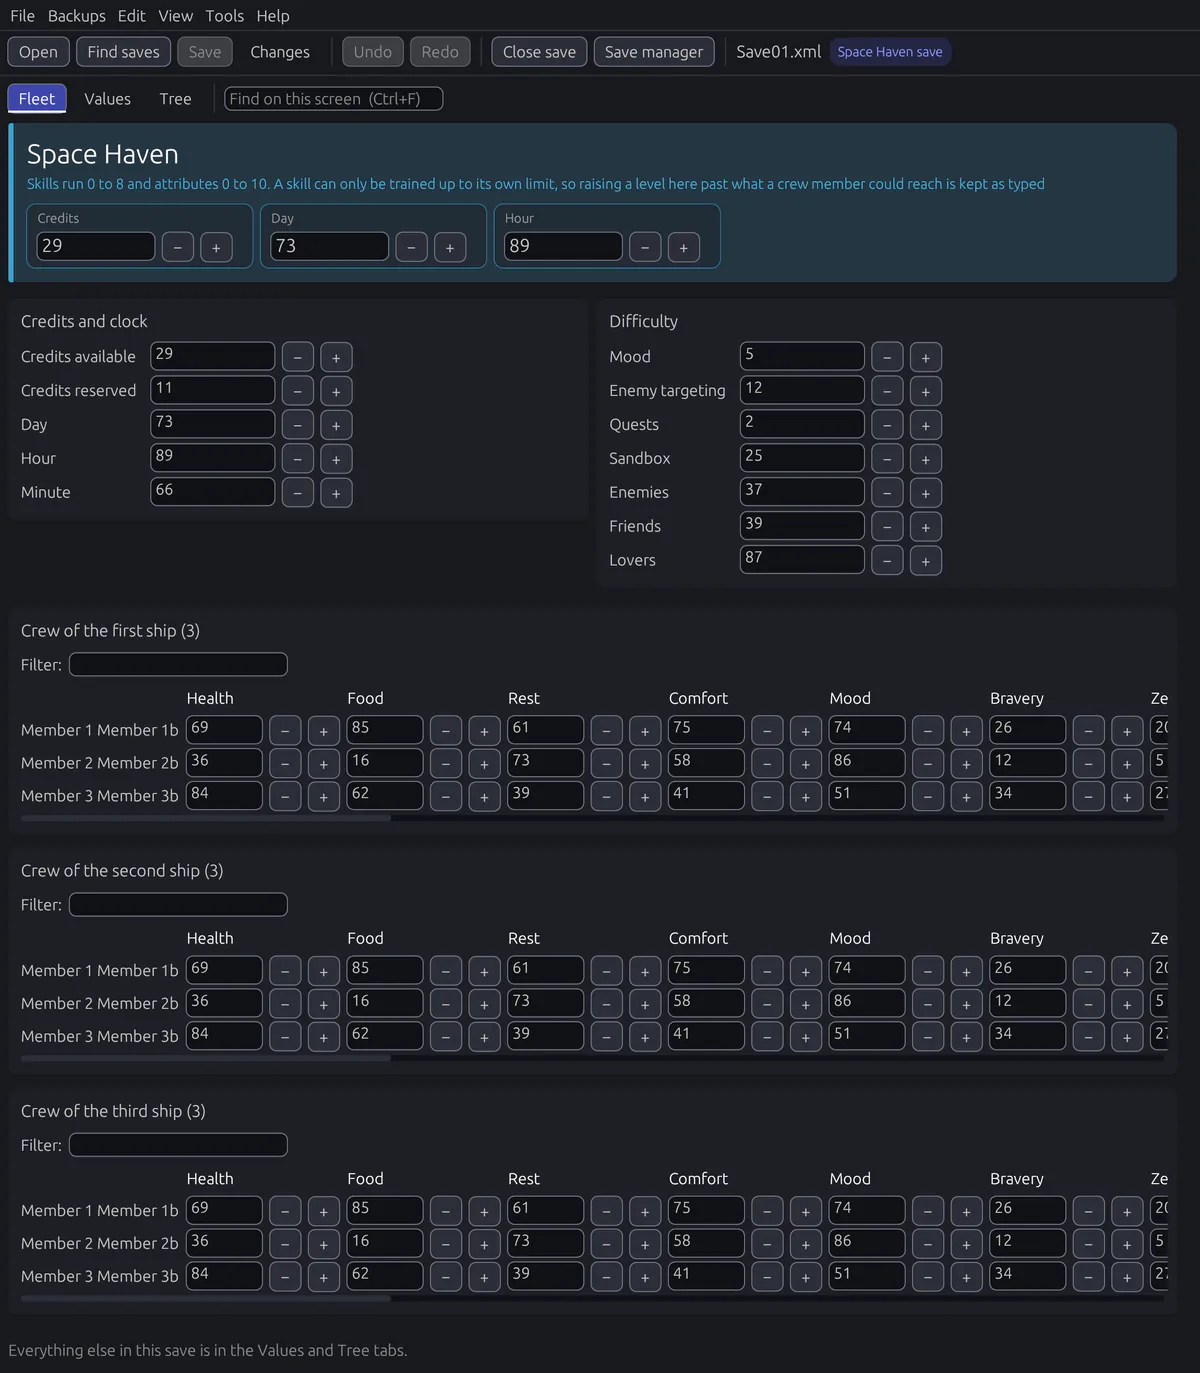 File Backups Edit View Tools Help
Open Find saves Save Changes Undo Redo Close save Save manager Save01.xml Space Haven save
Fleet Values Tree Find on this screen (Ctrl+F)
Space Haven
Skills run 0 to 8 and attributes 0 to 10. A skill can only be trained up to its own limit, so raising a level here past what a crew member could reach is kept as typed
Credits Day Hour
29 − + 73 − + 89 − +
Credits and clock
Credits available 29 − +
Credits reserved 11 − +
Day 73 − +
Hour 89 − +
Minute 66 − +
Difficulty
Mood 5 − +
Enemy targeting 12 − +
Quests 2 − +
Sandbox 25 − +
Enemies 37 − +
Friends 39 − +
Lovers 87 − +
Crew of the first ship (3)
Filter:
Health Food Rest Comfort Mood Bravery Ze
Member 1 Member 1b 69 − + 85 − + 61 − + 75 − + 74 − + 26 − + 20
Member 2 Member 2b 36 − + 16 − + 73 − + 58 − + 86 − + 12 − + 5
Member 3 Member 3b 84 − + 62 − + 39 − + 41 − + 51 − + 34 − + 27
Crew of the second ship (3)
Filter:
Health Food Rest Comfort Mood Bravery Ze
Member 1 Member 1b 69 − + 85 − + 61 − + 75 − + 74 − + 26 − + 20
Member 2 Member 2b 36 − + 16 − + 73 − + 58 − + 86 − + 12 − + 5
Member 3 Member 3b 84 − + 62 − + 39 − + 41 − + 51 − + 34 − + 27
Crew of the third ship (3)
Filter:
Health Food Rest Comfort Mood Bravery Ze
Member 1 Member 1b 69 − + 85 − + 61 − + 75 − + 74 − + 26 − + 20
Member 2 Member 2b 36 − + 16 − + 73 − + 58 − + 86 − + 12 − + 5
Member 3 Member 3b 84 − + 62 − + 39 − + 41 − + 51 − + 34 − + 27
Everything else in this save is in the Values and Tree tabs.